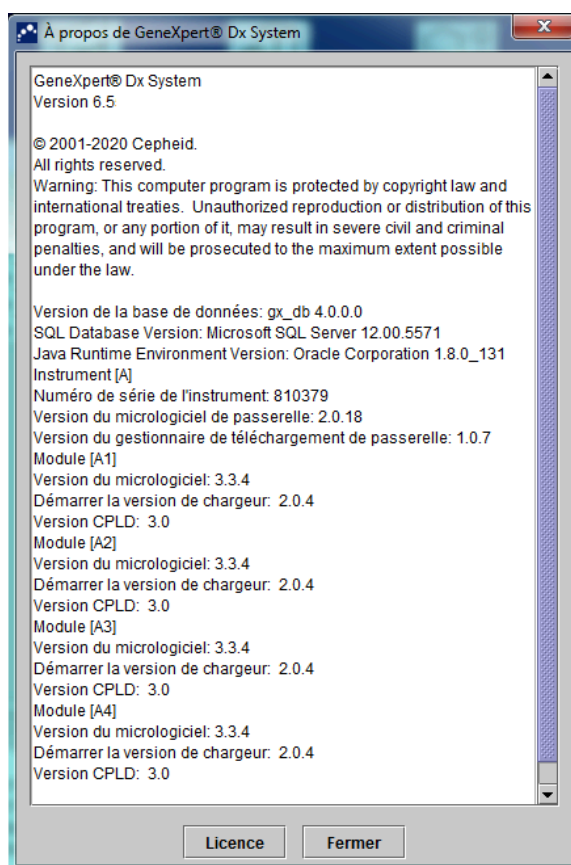 À propos de GeneXpert® Dx System
GeneXpert® Dx System
Version 6.5
© 2001-2020 Cepheid.
All rights reserved.
Warning: This computer program is protected by copyright law and
international treaties.  Unauthorized reproduction or distribution of this
program, or any portion of it, may result in severe civil and criminal
penalties, and will be prosecuted to the maximum extent possible
under the law.
Version de la base de données: gx_db 4.0.0.0
SQL Database Version: Microsoft SQL Server 12.00.5571
Java Runtime Environment Version: Oracle Corporation 1.8.0_131
Instrument [A]
Numéro de série de l'instrument: 810379
Version du micrologiciel de passerelle: 2.0.18
Version du gestionnaire de téléchargement de passerelle: 1.0.7
Module [A1]
Version du micrologiciel: 3.3.4
Démarrer la version de chargeur:  2.0.4
Version CPLD:  3.0
Module [A2]
Version du micrologiciel: 3.3.4
Démarrer la version de chargeur:  2.0.4
Version CPLD:  3.0
Module [A3]
Version du micrologiciel: 3.3.4
Démarrer la version de chargeur:  2.0.4
Version CPLD:  3.0
Module [A4]
Version du micrologiciel: 3.3.4
Démarrer la version de chargeur:  2.0.4
Version CPLD:  3.0
Licence
Fermer